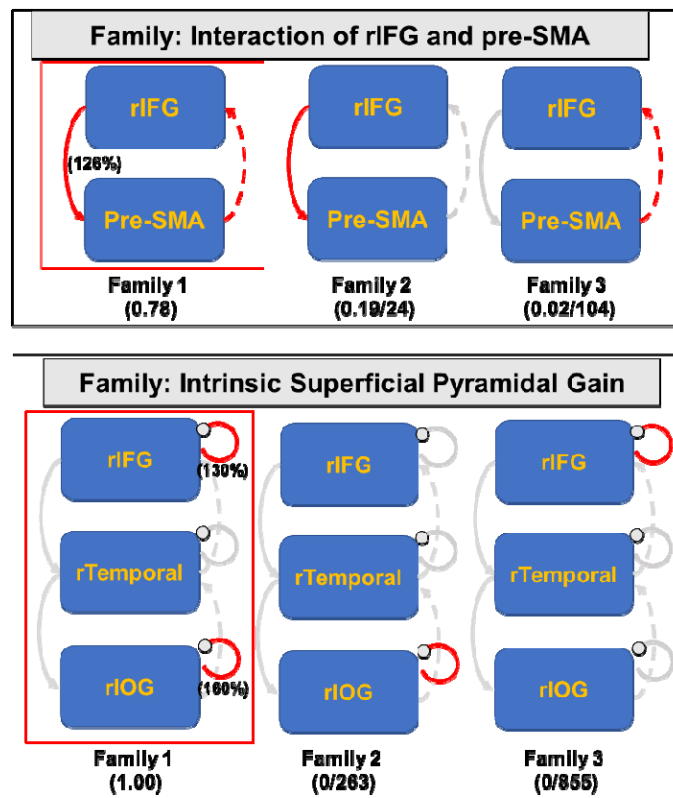 Family: Interaction of rIFG and pre-SMA
rIFG rIFG rIFG
(126%)
Pre-SMA Pre-SMA Pre-SMA
Family 1 Family 2 Family 3
(0.78) (0.19/24) (0.02/104)
Family: Intrinsic Superficial Pyramidal Gain
rIFG rIFG rIFG
(130%)
rTemporal rTemporal rTemporal
rIOG rIOG rIOG
(160%)
Family 1 Family 2 Family 3
(1.00) (0/263) (0/855)